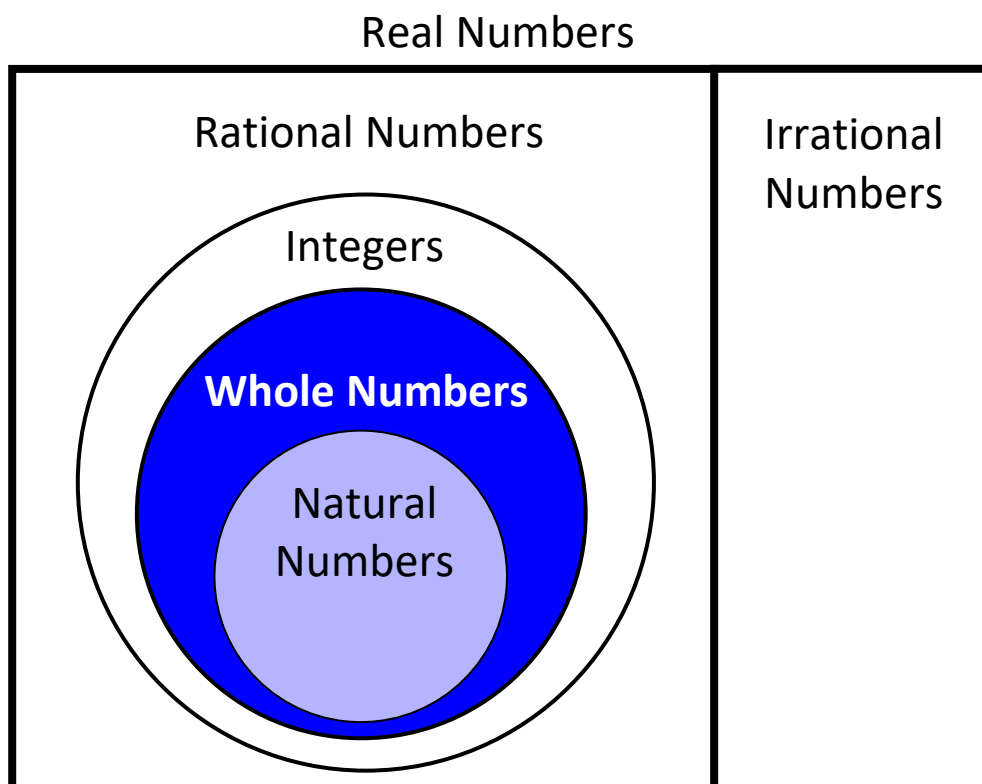 Real Numbers
Rational Numbers
Irrational
Numbers
Integers
Whole Numbers
Natural
Numbers